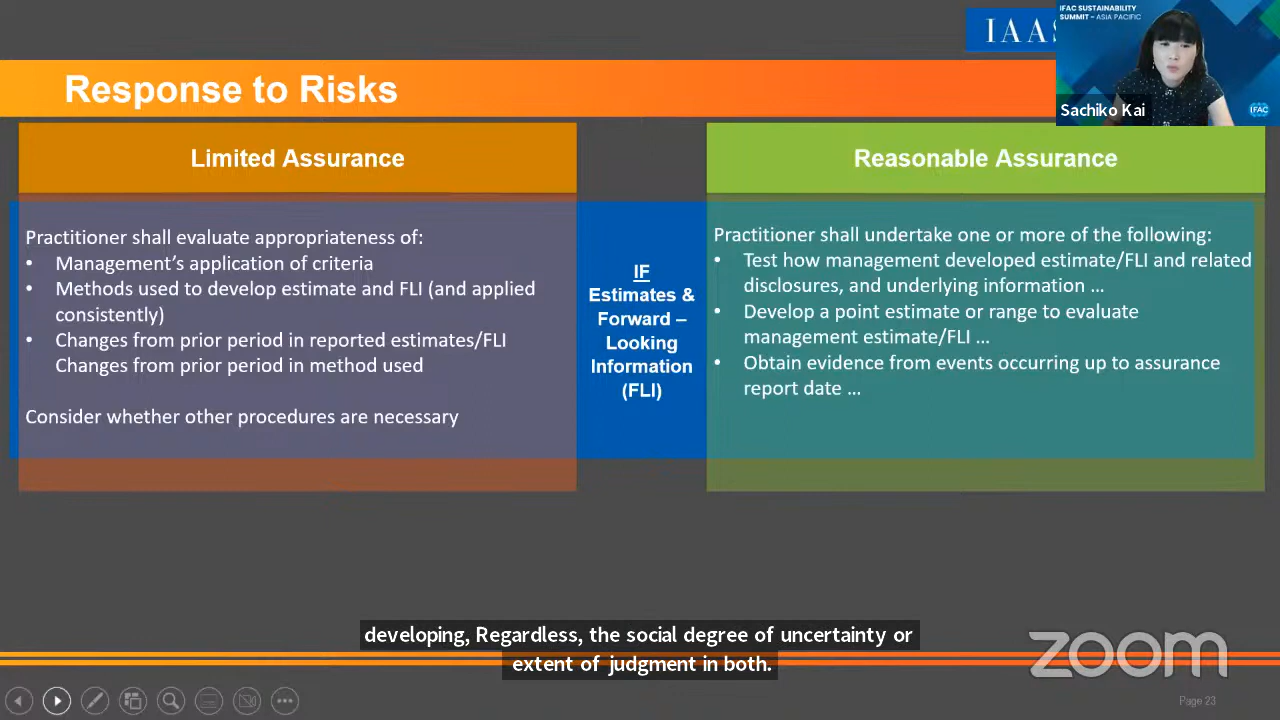 IFAC SUSTAINABILITY
SUMMIT - ASIA PACIFIC
IAAS
Response to Risks
Sachiko Kai
IFAC
Limited Assurance
Reasonable Assurance
Practitioner shall evaluate appropriateness of:
• Management's application of criteria
• Methods used to develop estimate and FLI (and applied
consistently)
• Changes from prior period in reported estimates/FLI
Changes from prior period in method used
Consider whether other procedures are necessary
IF
Estimates &
Forward –
Looking
Information
(FLI)
Practitioner shall undertake one or more of the following:
• Test how management developed estimate/FLI and related
disclosures, and underlying information ...
• Develop a point estimate or range to evaluate
management estimate/FLI ...
• Obtain evidence from events occurring up to assurance
report date ...
developing, Regardless, the social degree of uncertainty or
extent of judgment in both.
zoom
Page 23